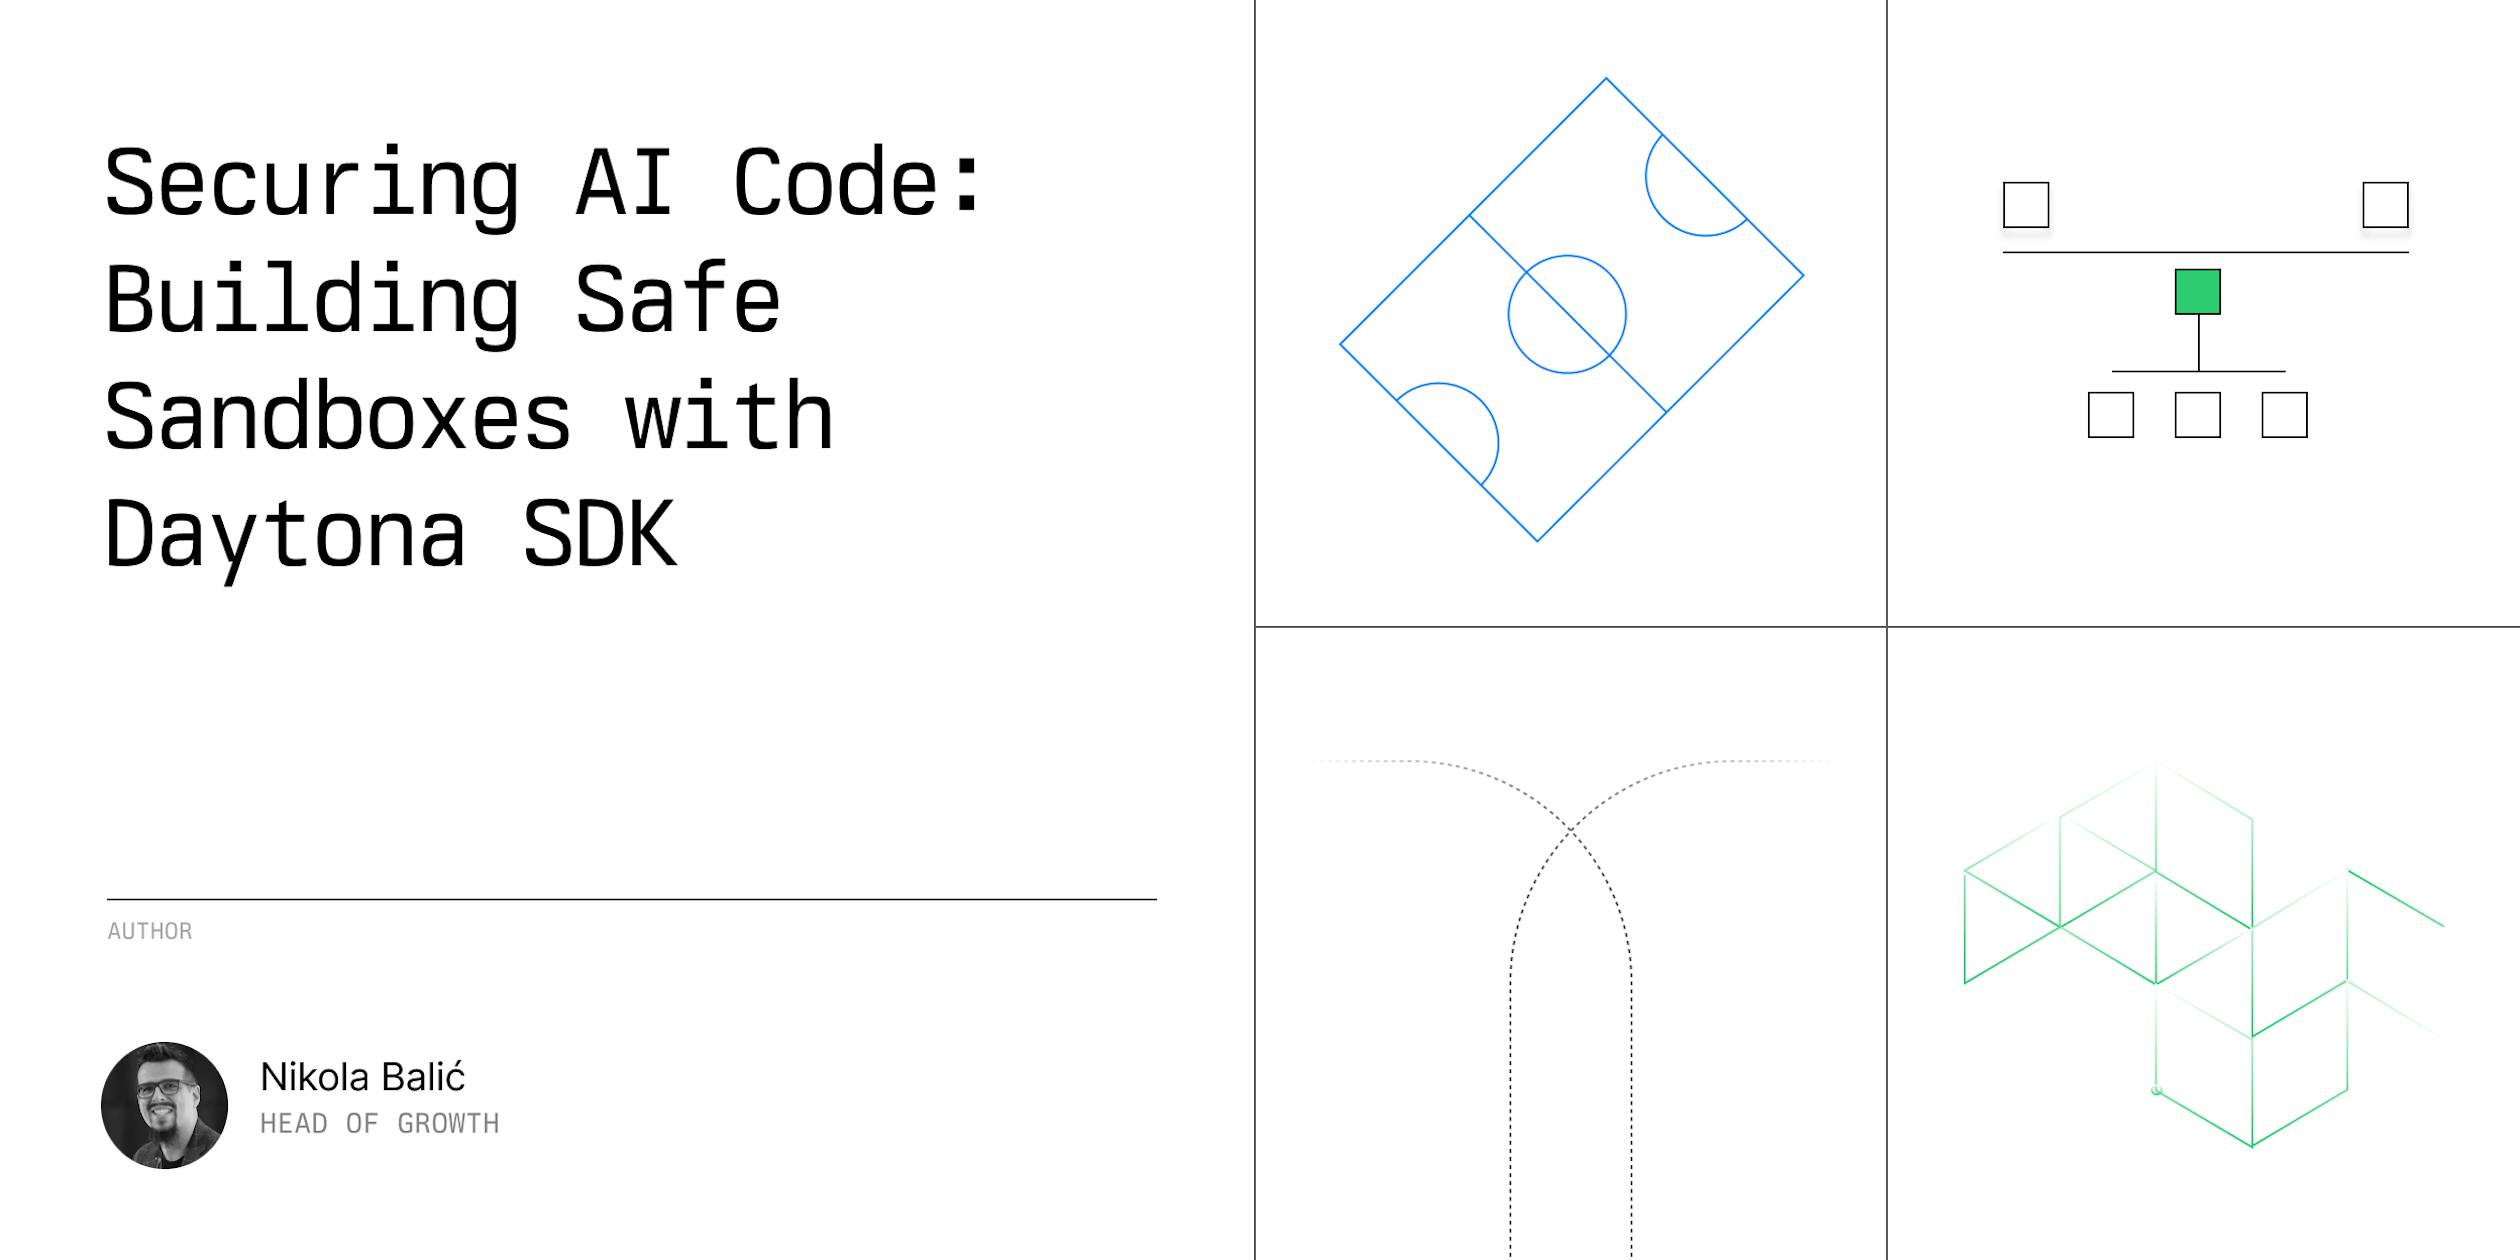 Securing AI Code:
Building Safe
Sandboxes with
Daytona SDK
AUTHOR
Nikola Balić
HEAD OF GROWTH